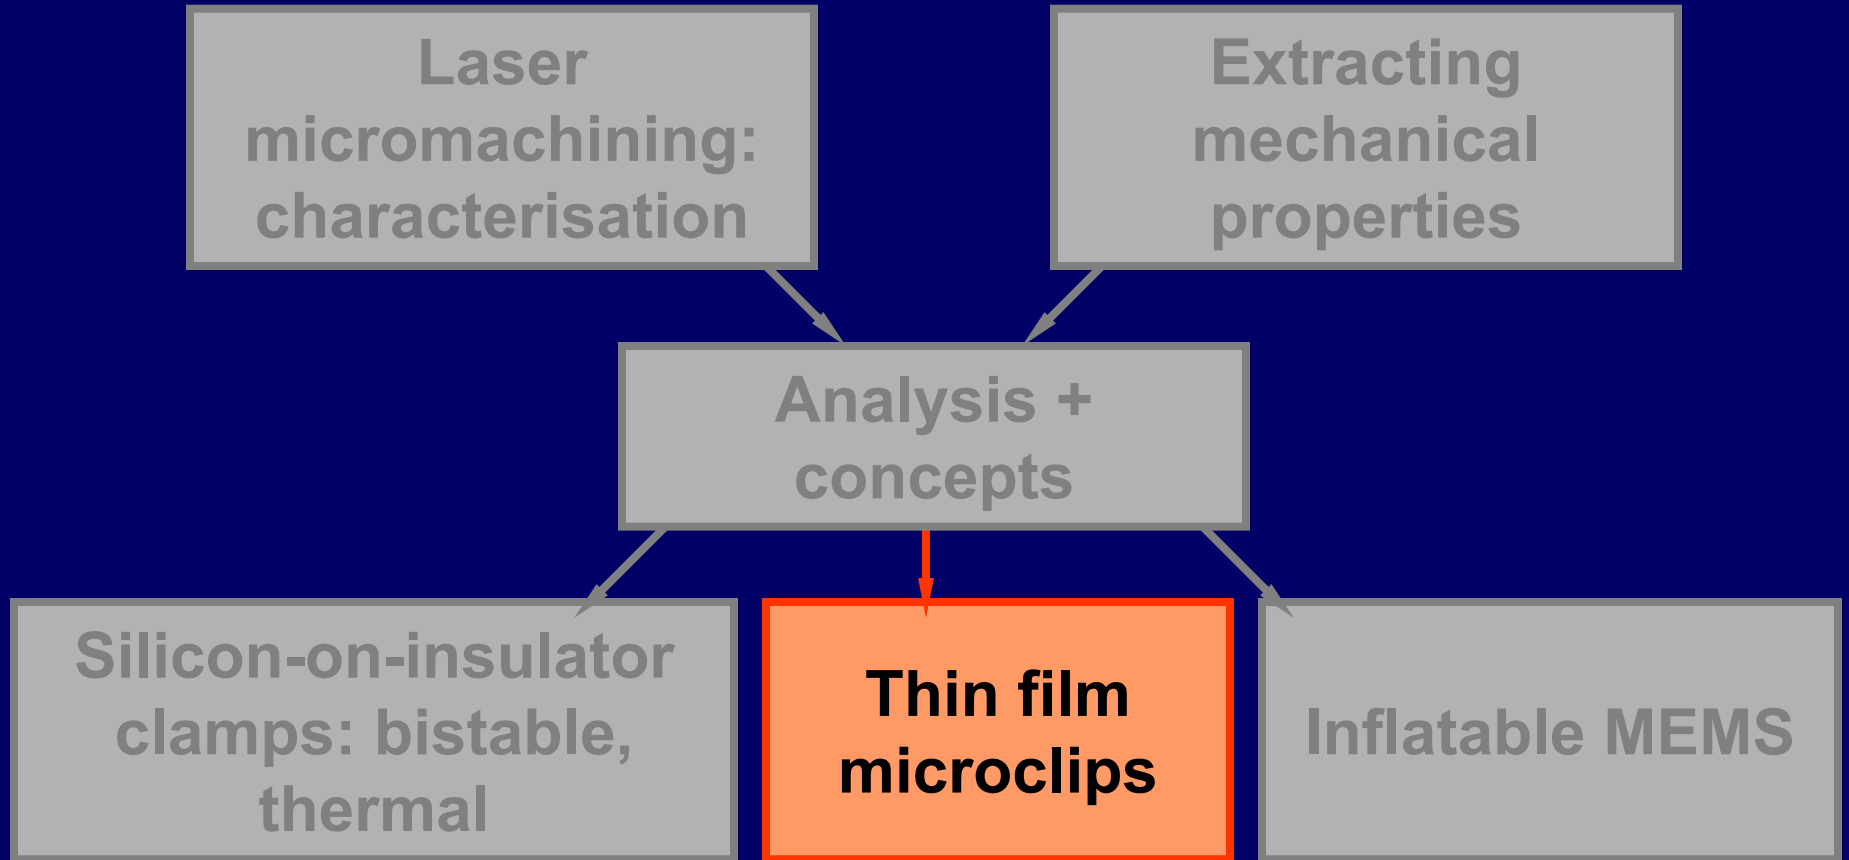 Laser
micromachining:
characterisation
Extracting
mechanical
properties
Analysis +
concepts
Silicon-on-insulator
clamps: bistable,
thermal
Thin film
microclips
Inflatable MEMS